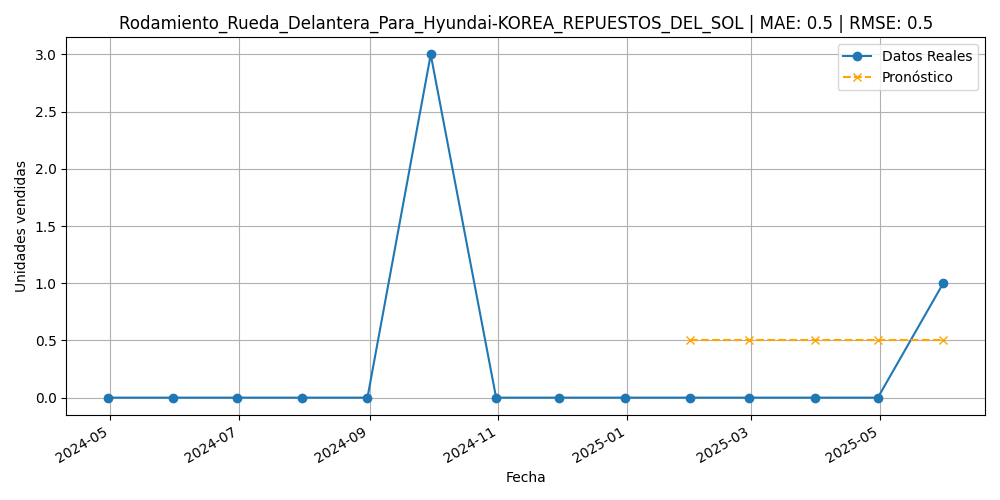 Rodamiento_Rueda_Delantera_Para_Hyundai-KOREA_REPUESTOS_DEL_SOL | MAE: 0.5 | RMSE: 0.5
Datos Reales
Pronóstico
Unidades vendidas
3.0
2.5
2.0
1.5
1.0
0.5
0.0
2024-05
2024-07
2024-09
2024-11
2025-01
2025-03
2025-05
Fecha